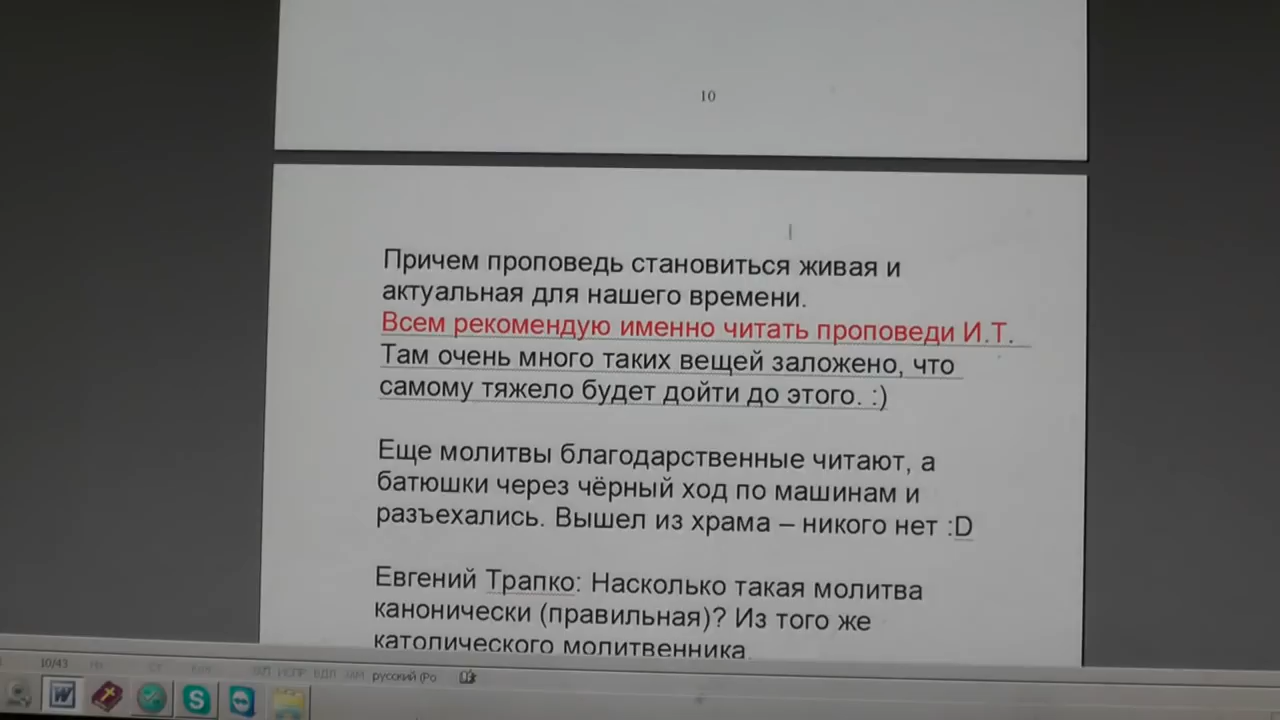 10
Причем проповедь становиться живая и
актуальная для нашего времени.
Всем рекомендую именно читать проповеди И.Т.
Там очень много таких вещей заложено, что
самому тяжело будет дойти до этого. :)
Еще молитвы благодарственные читают, а
батюшки через чёрный ход по машинам и
разъехались. Вышел из храма – никого нет :D
Евгений Трапко: Насколько такая молитва
канонически (правильная)? Из того же
католического молитвенника.
10/43
русский (Ро